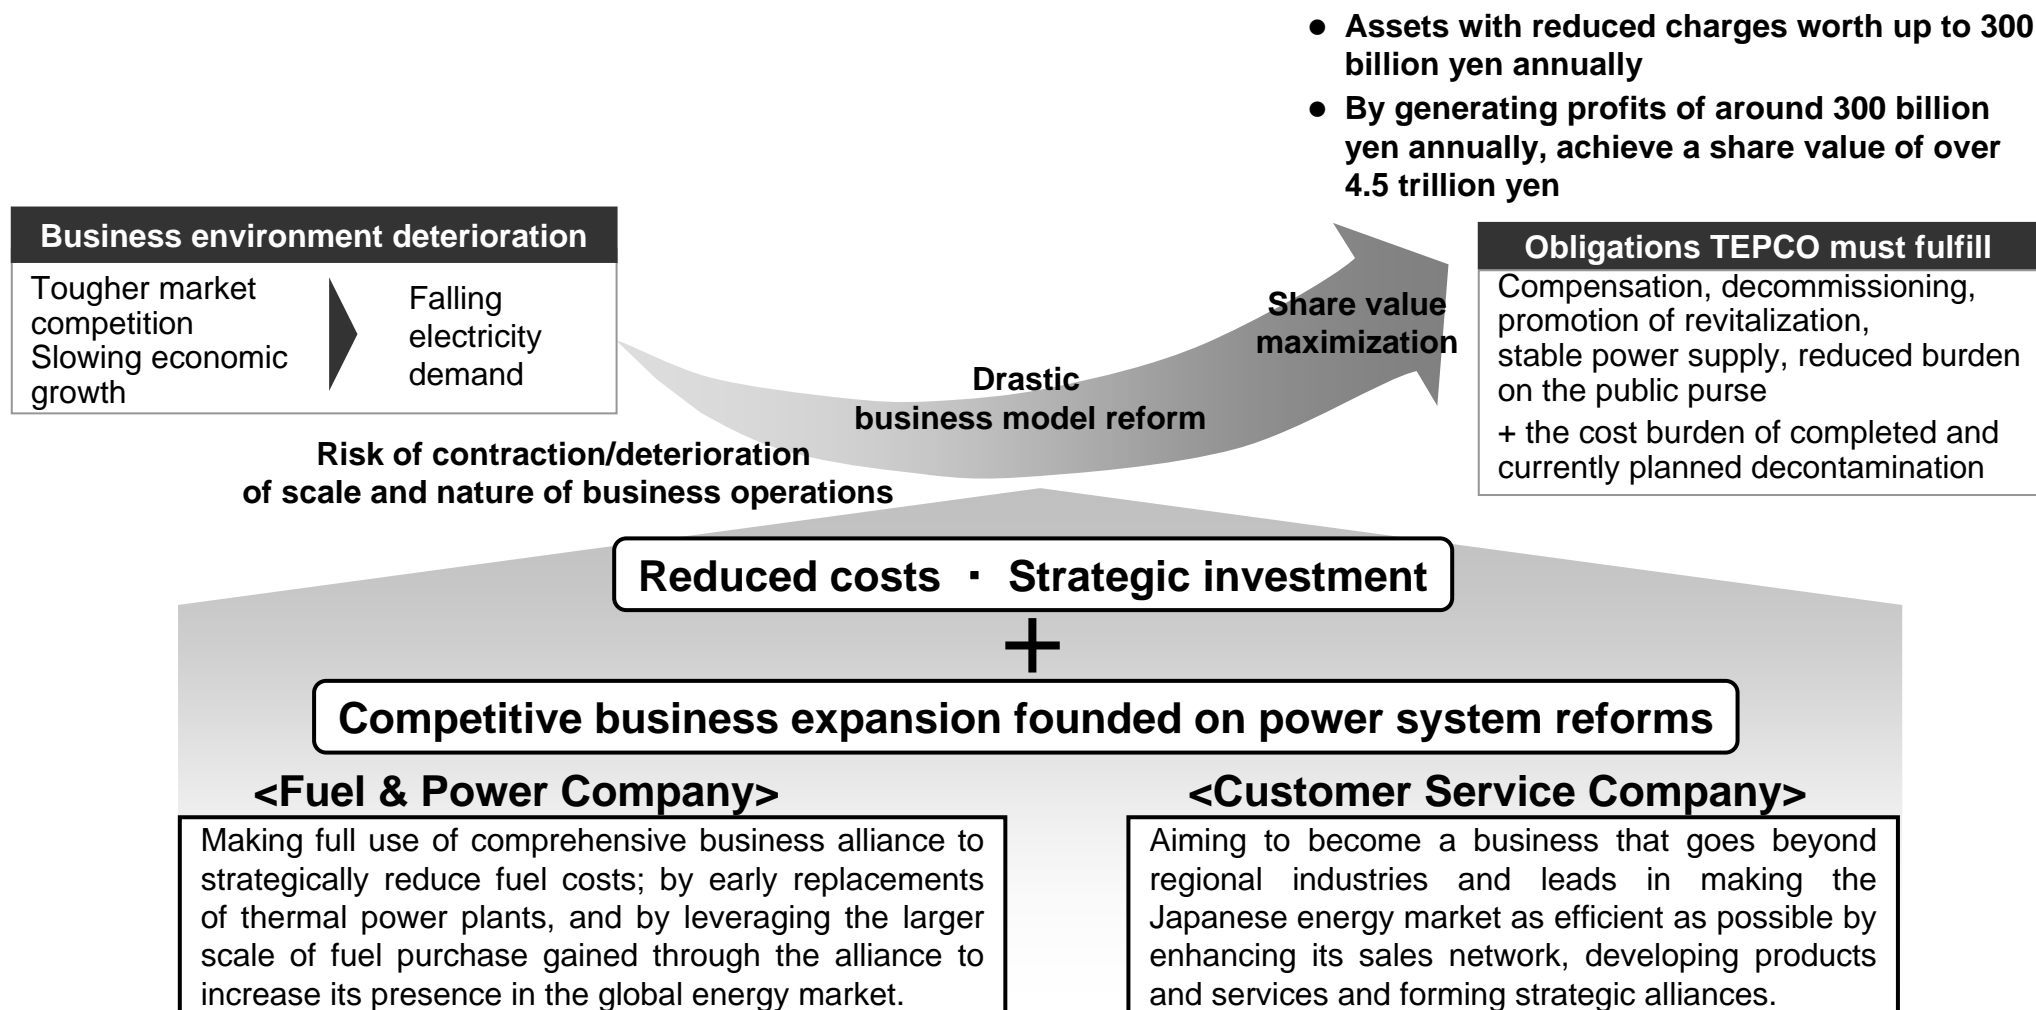 ● Assets with reduced charges worth up to 300
billion yen annually
● By generating profits of around 300 billion
yen annually, achieve a share value of over
4.5 trillion yen
Business environment deterioration
Tougher market
competition
Slowing economic
growth
Falling
electricity
demand
Risk of contraction/deterioration
of scale and nature of business operations
Drastic
business model reform
Share value
maximization
Obligations TEPCO must fulfill
Compensation, decommissioning,
promotion of revitalization,
stable power supply, reduced burden
on the public purse
+ the cost burden of completed and
currently planned decontamination
Reduced costs ・ Strategic investment
+
Competitive business expansion founded on power system reforms
<Fuel & Power Company>
Making full use of comprehensive business alliance to
strategically reduce fuel costs; by early replacements
of thermal power plants, and by leveraging the larger
scale of fuel purchase gained through the alliance to
increase its presence in the global energy market.
<Customer Service Company>
Aiming to become a business that goes beyond
regional industries and leads in making the
Japanese energy market as efficient as possible by
enhancing its sales network, developing products
and services and forming strategic alliances.